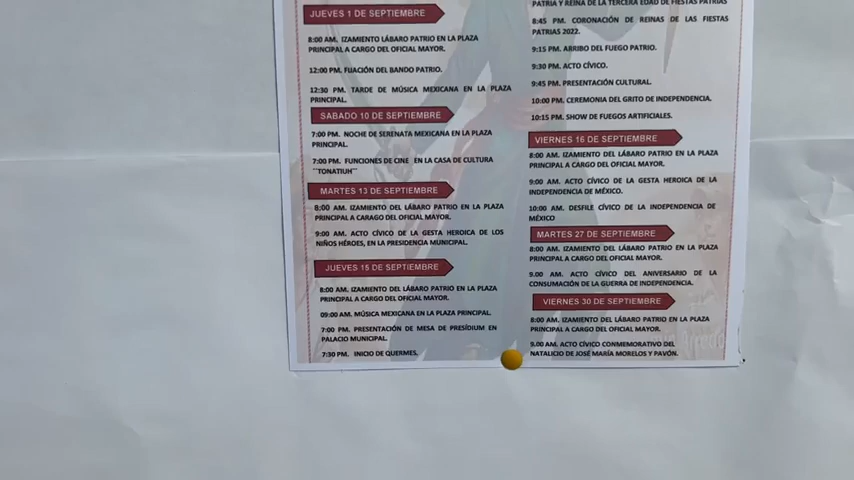 JUEVES 1 DE SEPTIEMBRE
8:00 AM. IZAMIENTO LÁBARO PATRIO EN LA PLAZA
PRINCIPAL A CARGO DEL OFICIAL MAYOR.
12:00 PM. FIJACIÓN DEL BANDO PATRIO.
12:30 PM. TARDE DE MÚSICA MEXICANA EN LA PLAZA
PRINCIPAL.
SABADO 10 DE SEPTIEMBRE
7:00 PM. NOCHE DE SERENATA MEXICANA EN LA PLAZA
PRINCIPAL.
7:00 PM. FUNCIONES DE CINE EN LA CASA DE CULTURA
¨TONATIUH¨
MARTES 13 DE SEPTIEMBRE
8:00 AM. IZAMIENTO DEL LÁBARO PATRIO EN LA PLAZA
PRINCIPAL A CARAGO DEL OFICIAL MAYOR.
9:00 AM. ACTO CÍVICO DE LA GESTA HEROICA DE LOS
NIÑOS HÉROES, EN LA PRESIDENCIA MUNICIPAL.
JUEVES 15 DE SEPTIEMBRE
8:00 AM. IZAMIENTO DEL LÁBARO PATRIO EN LA PLAZA
PRINCIPAL A CARGO DEL OFICIAL MAYOR.
09:00 AM. MÚSICA MEXICANA EN LA PLAZA PRINCIPAL.
7:00 PM. PRESENTACIÓN DE MESA DE PRESÍDIUM EN
PALACIO MUNICIPAL.
7:30 PM. INICIO DE QUERMES.
PATRIA Y REINA DE LA TERCERA EDAD DE FIESTAS PATRIAS
8:45 PM. CORONACIÓN DE REINAS DE LAS FIESTAS
PATRIAS 2022.
9:15 PM. ARRIBO DEL FUEGO PATRIO.
9:30 PM. ACTO CÍVICO.
9:45 PM. PRESENTACIÓN CULTURAL.
10:00 PM. CEREMONIA DEL GRITO DE INDEPENDENCIA.
10:15 PM. SHOW DE FUEGOS ARTIFICIALES.
VIERNES 16 DE SEPTIEMBRE
8:00 AM. IZAMIENTO DEL LÁBARO PATRIO EN LA PLAZA
PRINCIPAL A CARGO DEL OFICIAL MAYOR.
9:00 AM. ACTO CÍVICO DE LA GESTA HEROICA DE LA
INDEPENDENCIA DE MÉXICO.
10:00 AM. DESFILE CÍVICO DE LA INDEPENDENCIA DE
MÉXICO
MARTES 27 DE SEPTIEMBRE
8:00 AM. IZAMIENTO DEL LÁBARO PATRIO EN LA PLAZA
PRINCIPAL A CARGO DEL OFICIAL MAYOR.
9.00 AM. ACTO CÍVICO DEL ANIVERSARIO DE LA
CONSUMACIÓN DE LA GUERRA DE INDEPENDENCIA.
VIERNES 30 DE SEPTIEMBRE
8:00 AM. IZAMIENTO DEL LÁBARO PATRIO EN LA PLAZA
PRINCIPAL A CARGO DEL OFICIAL MAYOR.
9.00 AM. ACTO CÍVICO CONMEMORATIVO DEL
NATALICIO DE JOSÉ MARÍA MORELOS Y PAVÓN.